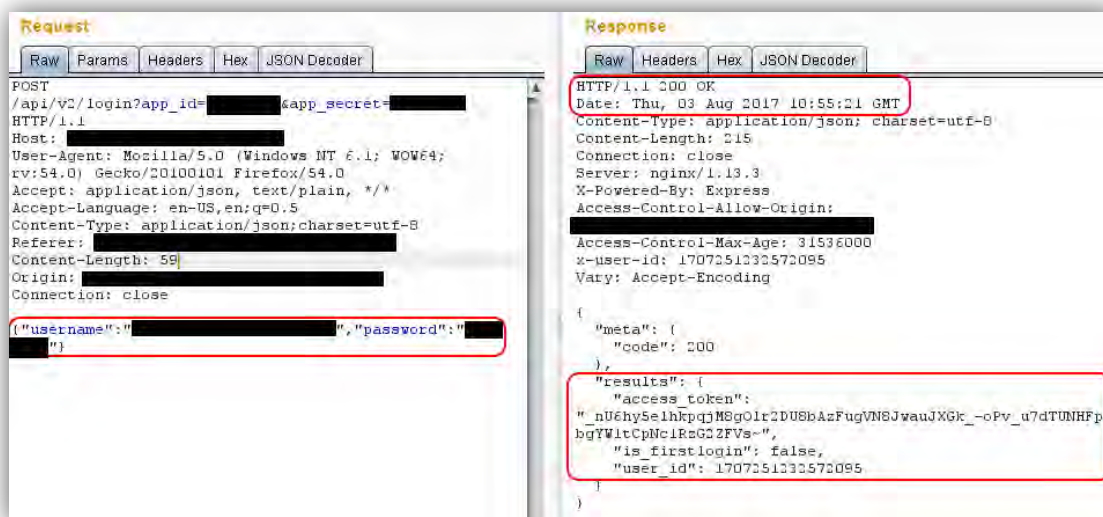 Request
Raw Params Headers Hex JSON Decoder
POST
/api/v2/login?app_id= &app_secret=
HTTP/1.1
Host:
User-Agent: Mozilla/5.0 (Windows NT 6.1; WOW64;
rv:54.0) Gecko/20100101 Firefox/54.0
Accept: application/json, text/plain, */*
Accept-Language: en-US,en;q=0.5
Content-Type: application/json;charset=utf-8
Referer:
Content-Length: 59
Origin:
Connection: close
{"username":" ","password":"
"}
Response
Raw Headers Hex JSON Decoder
HTTP/1.1 200 OK
Date: Thu, 03 Aug 2017 10:55:21 GMT
Content-Type: application/json; charset=utf-8
Content-Length: 215
Connection: close
Server: nginx/1.13.3
X-Powered-By: Express
Access-Control-Allow-Origin:
Access-Control-Max-Age: 31536000
x-user-id: 1707251232572095
Vary: Accept-Encoding
{
"meta": {
"code": 200
},
"results": {
"access_token":
"is_firstlogin": false,
"user_id": 1707251232572095
}
}